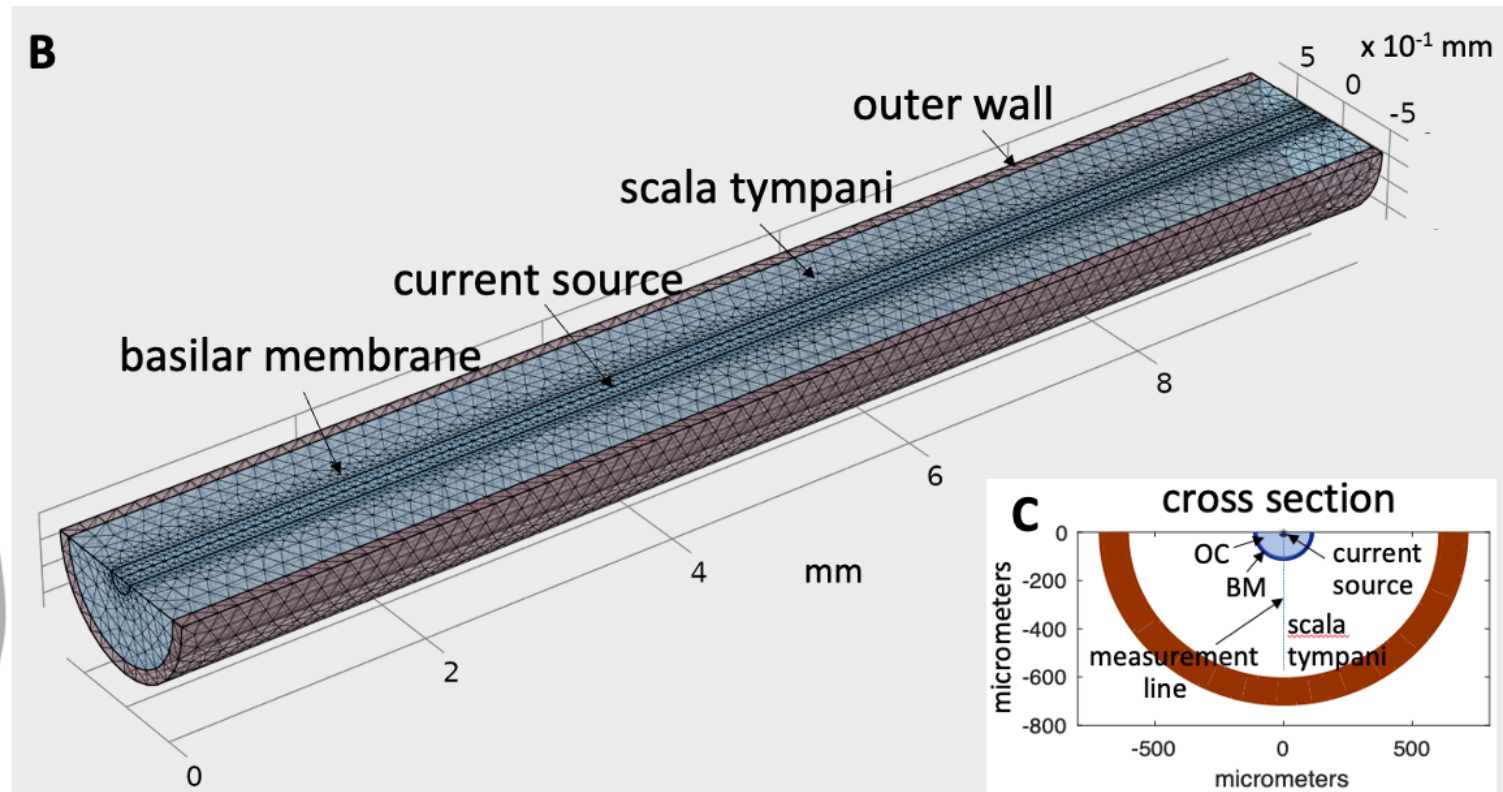 B
5
x 10⁻¹ mm
0
-5
outer wall
scala tympani
current source
basilar membrane
8
6
4
mm
2
0
C
cross section
0
-200
-400
-600
-800
micrometers
OC
BM
current
source
scala
tympani
measurement
line
-500
0
500
micrometers